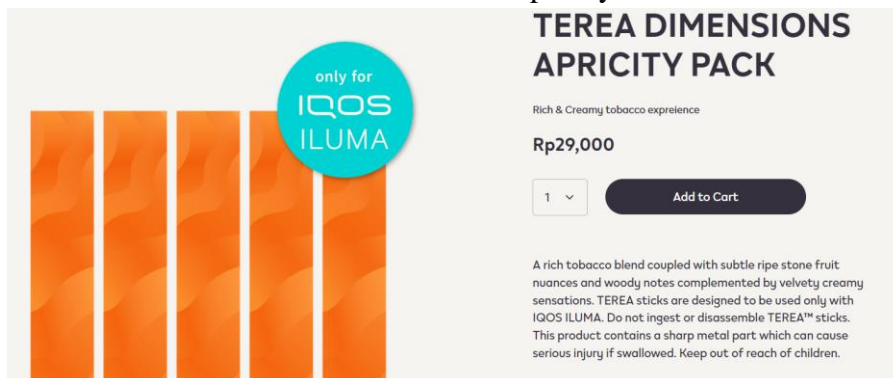 TEREA DIMENSIONS
APRICITY PACK
only for
IQOS
ILUMA
Rich & Creamy tobacco expreience
Rp29,000
1
Add to Cart
A rich tobacco blend coupled with subtle ripe stone fruit
nuances and woody notes complemented by velvety creamy
sensations. TEREA sticks are designed to be used only with
IQOS ILUMA. Do not ingest or disassemble TEREA™ sticks.
This product contains a sharp metal part which can cause
serious injury if swallowed. Keep out of reach of children.